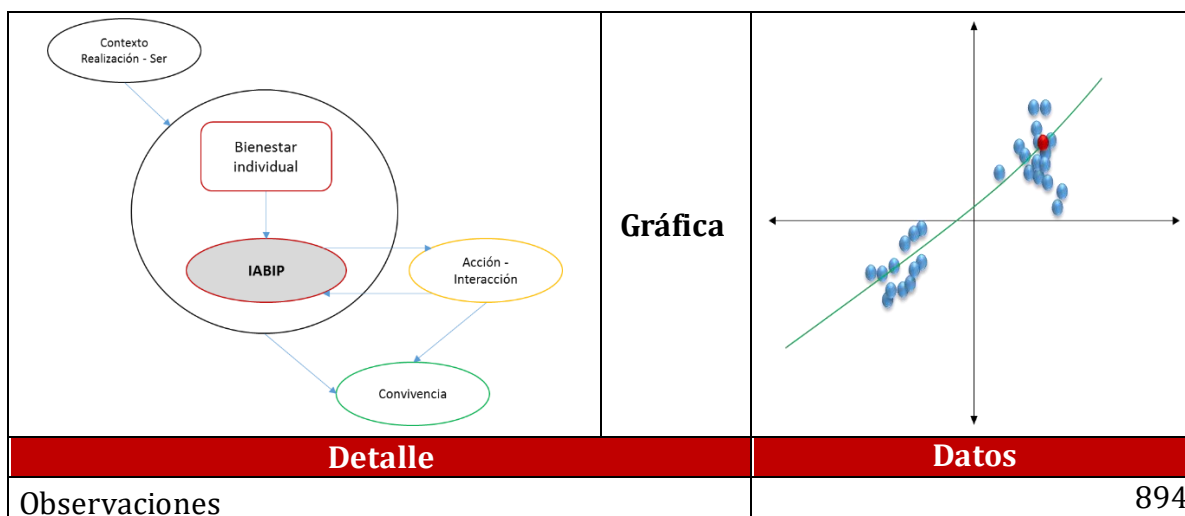 Contexto
Realización - Ser
Bienestar
individual
IABIP
Acción -
Interacción
Convivencia
Gráfica
Detalle
Datos
Observaciones
894